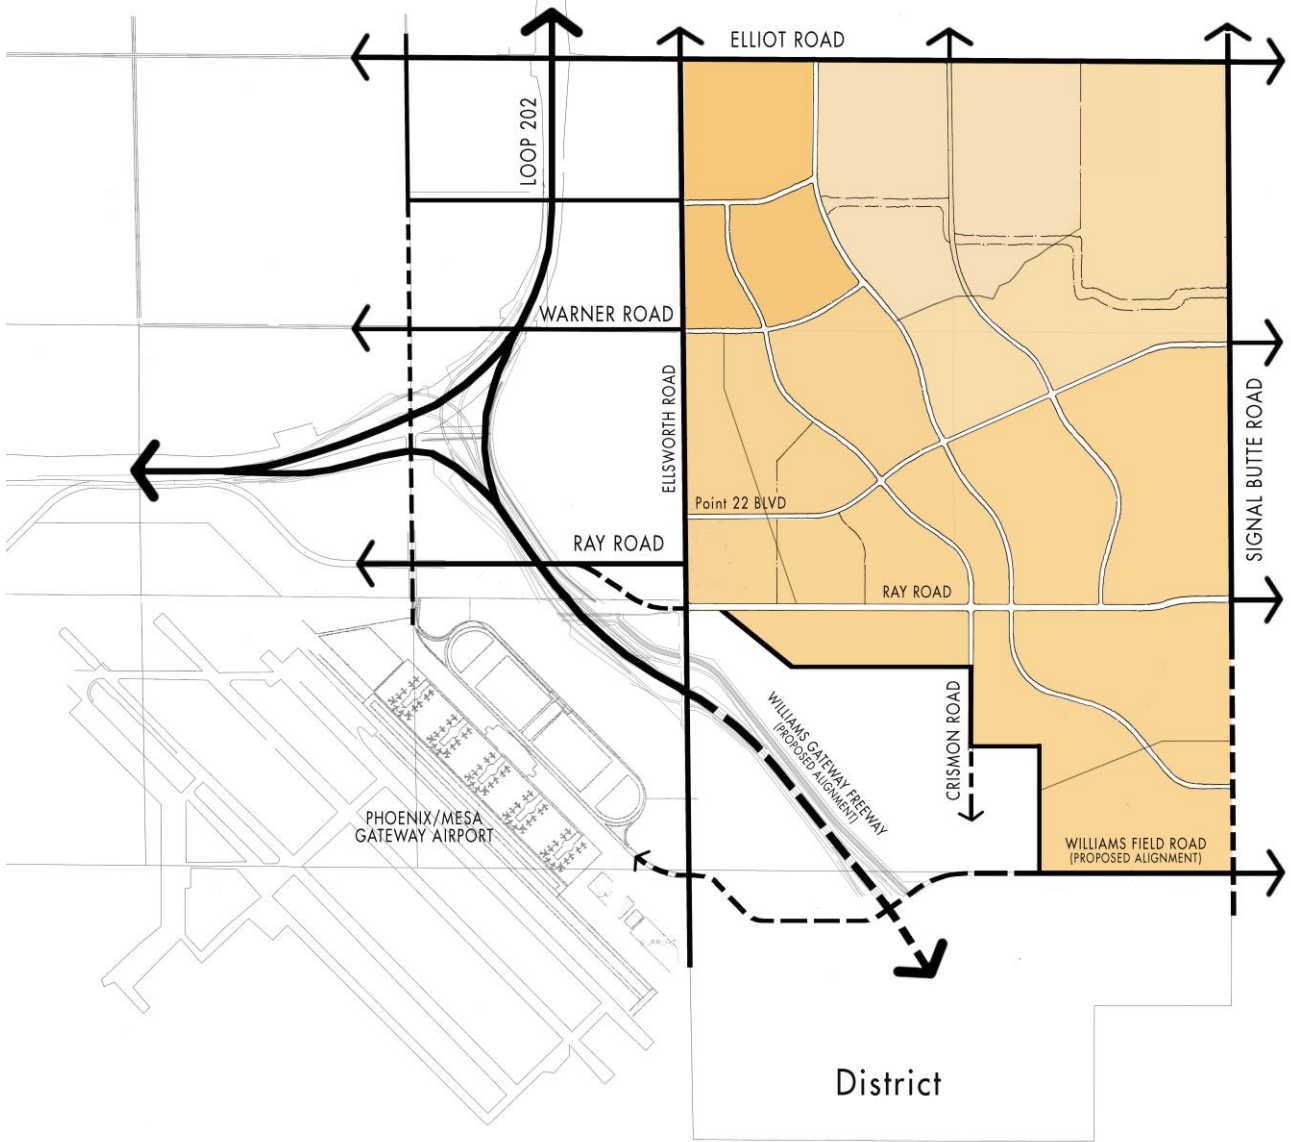 ELLIOT ROAD
LOOP 202
WARNER ROAD
ELLSWORTH ROAD
SIGNAL BUTTE ROAD
Point 22 BLVD
RAY ROAD
RAY ROAD
CRISMON ROAD
WILLIAMS GATEWAY FREEWAY
(PROPOSED ALIGNMENT)
PHOENIX/MESA
GATEWAY AIRPORT
WILLIAMS FIELD ROAD
(PROPOSED ALIGNMENT)
District